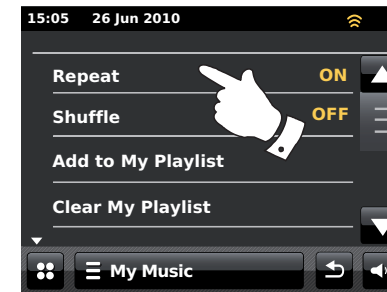 15:05 26 Jun 2010
Repeat ON
Shuffle OFF
Add to My Playlist
Clear My Playlist
My Music